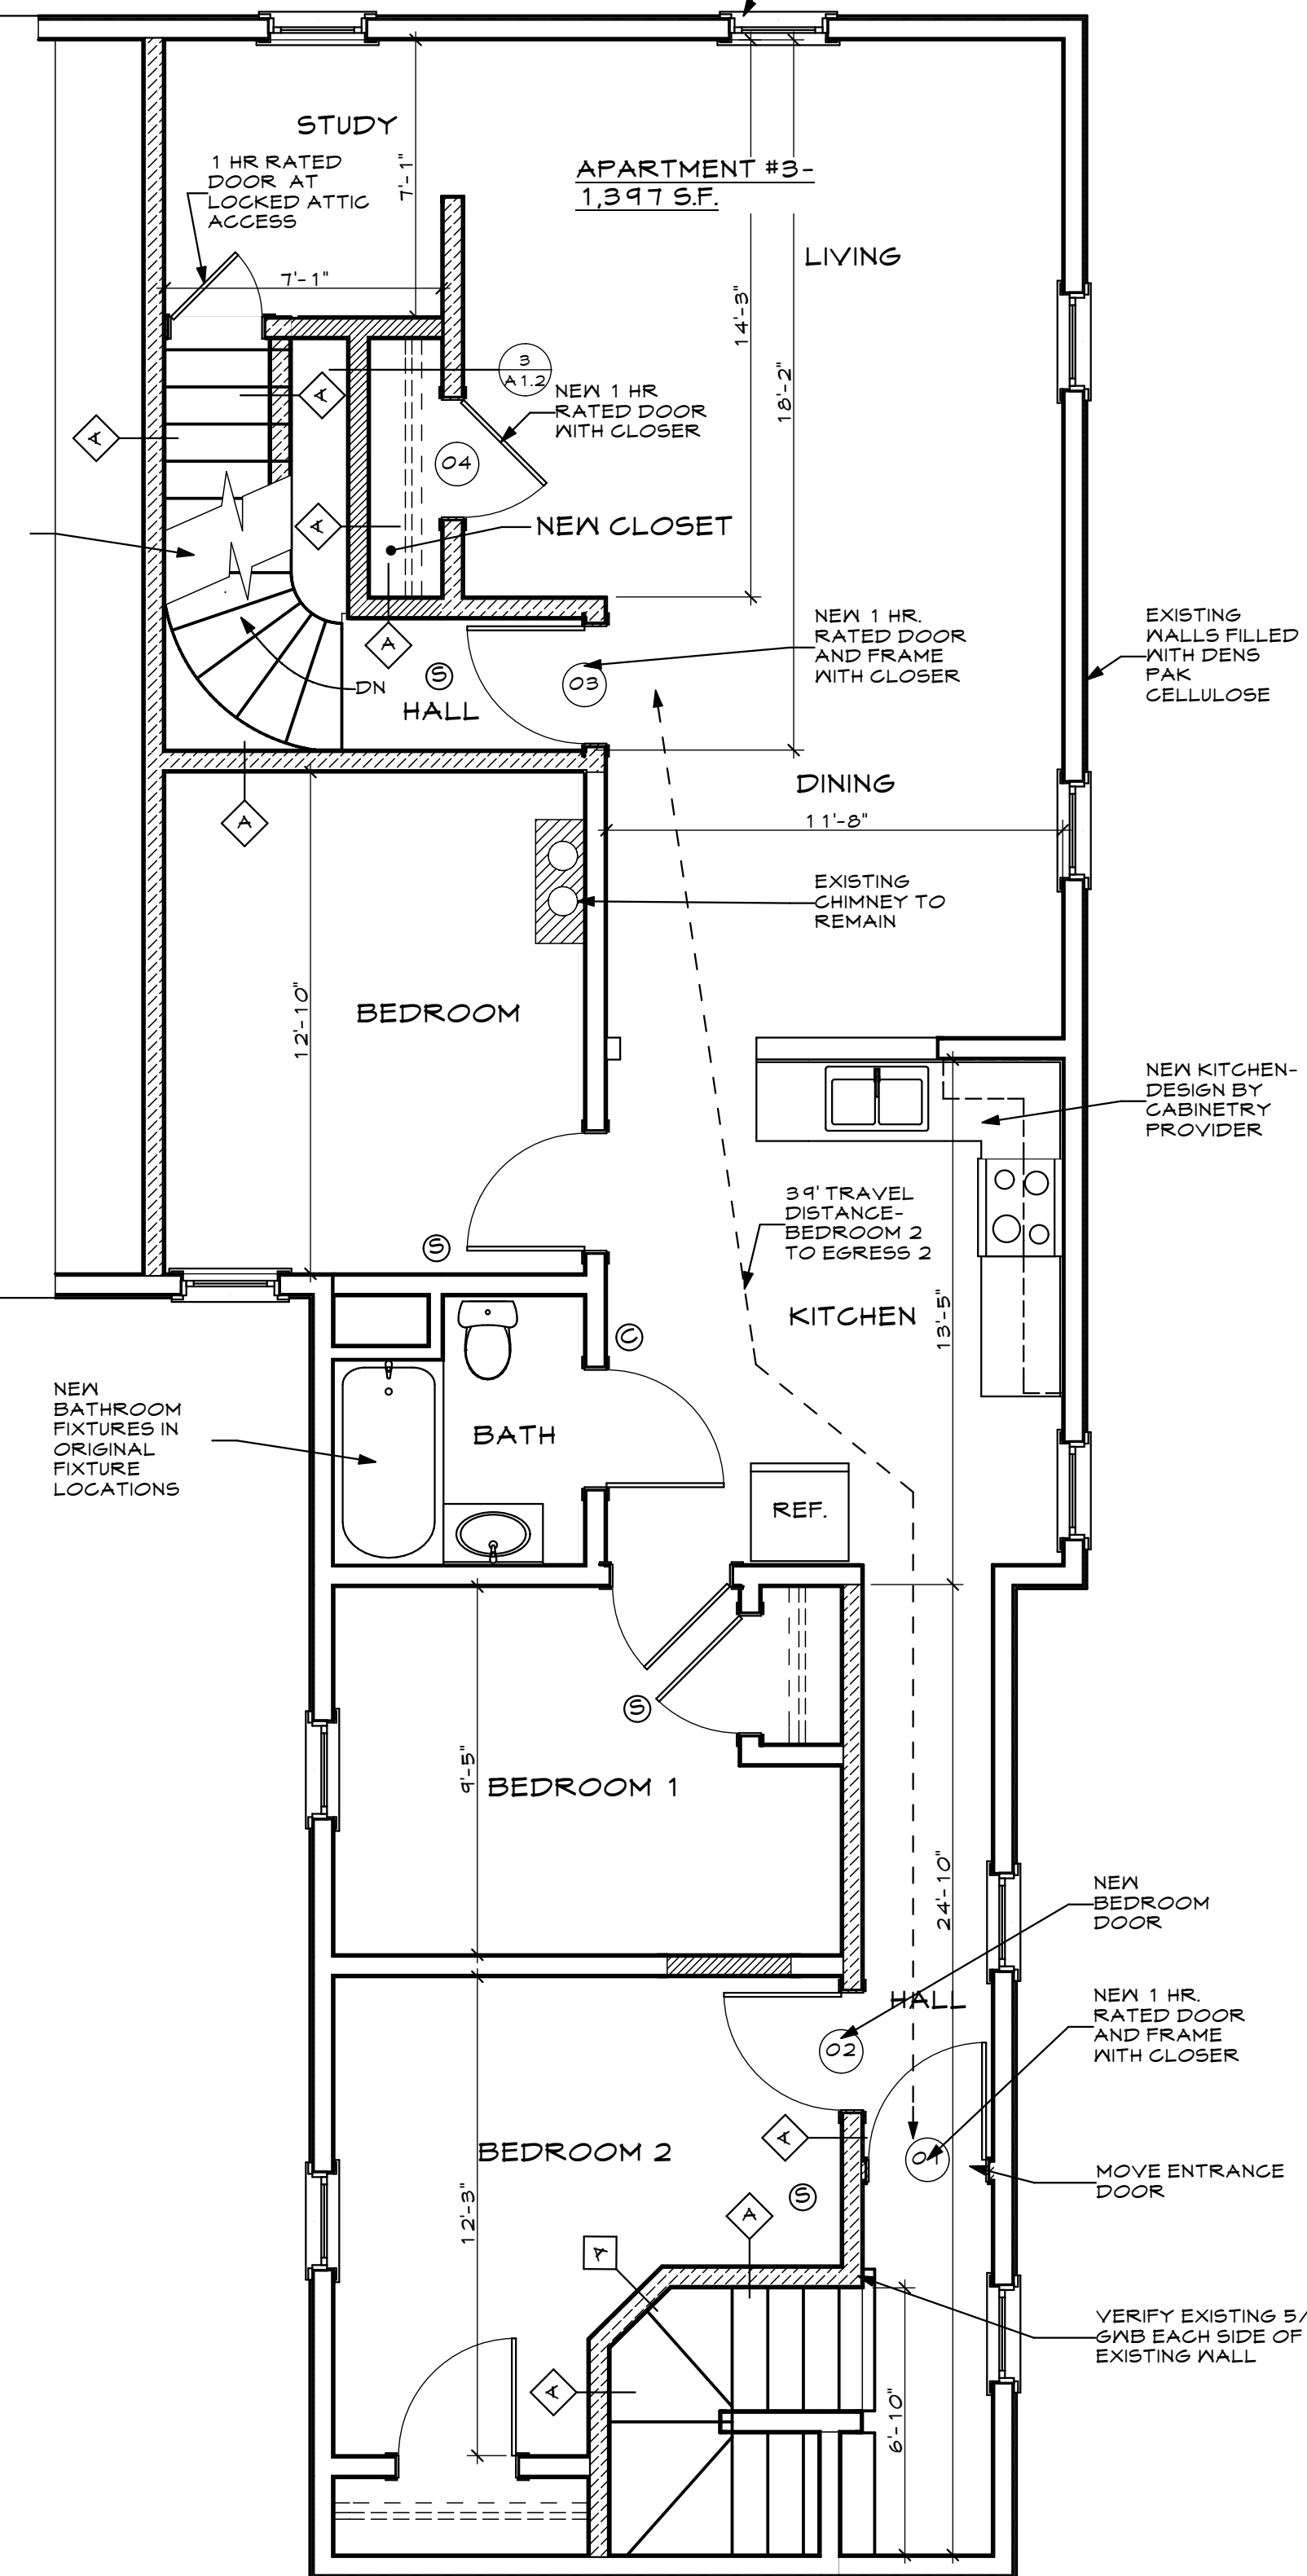 STUDY
1 HR RATED
DOOR AT
LOCKED ATTIC
ACCESS
7'-1"
7'-1"
APARTMENT #3-
1,397 S.F.
LIVING
14'-3"
18'-2"
3
A1.2
A
A
NEW 1 HR
RATED DOOR
WITH CLOSER
04
A
NEW CLOSET
A
NEW 1 HR.
RATED DOOR
AND FRAME
WITH CLOSER
EXISTING
WALLS FILLED
WITH DENS
PAK
CELLULOSE
S
03
DN
HALL
A
DINING
11'-8"
EXISTING
CHIMNEY TO
REMAIN
12'-10"
BEDROOM
NEW KITCHEN-
DESIGN BY
CABINETRY
PROVIDER
39' TRAVEL
DISTANCE-
BEDROOM 2
TO EGRESS 2
S
KITCHEN
13'-5"
C
NEW
BATHROOM
FIXTURES IN
ORIGINAL
FIXTURE
LOCATIONS
BATH
REF.
S
9'-5"
BEDROOM 1
24'-10"
NEW
BEDROOM
DOOR
HALL
NEW 1 HR.
RATED DOOR
AND FRAME
WITH CLOSER
02
A
BEDROOM 2
01
MOVE ENTRANCE
DOOR
12'-3"
S
A
A
VERIFY EXISTING 5/
GWB EACH SIDE OF
EXISTING WALL
A
6'-10"